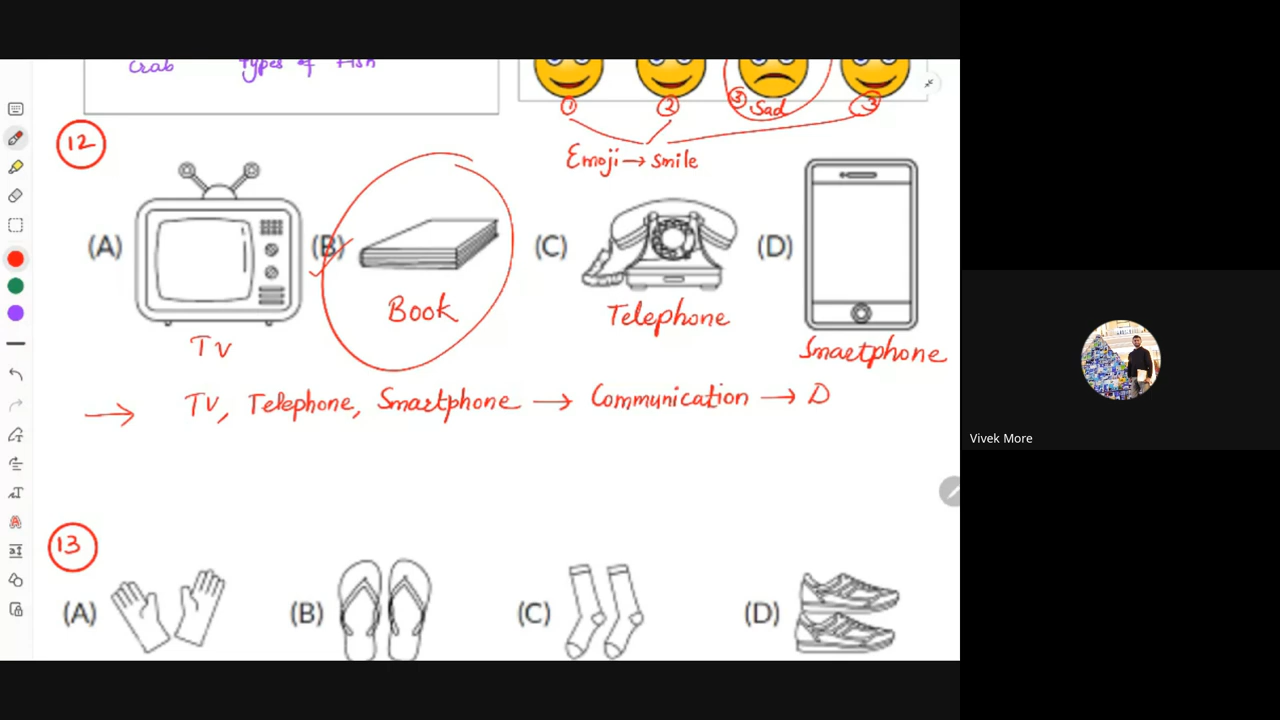 Crab types of Fish
① ② ③ Sad 3
Emoji → Smile
12
(A) (B) (C) (D)
TV Book Telephone Smaetphone
→ TV, Telephone, Smartphone → Communication → D
13
(A) (B) (C) (D)
Vivek More